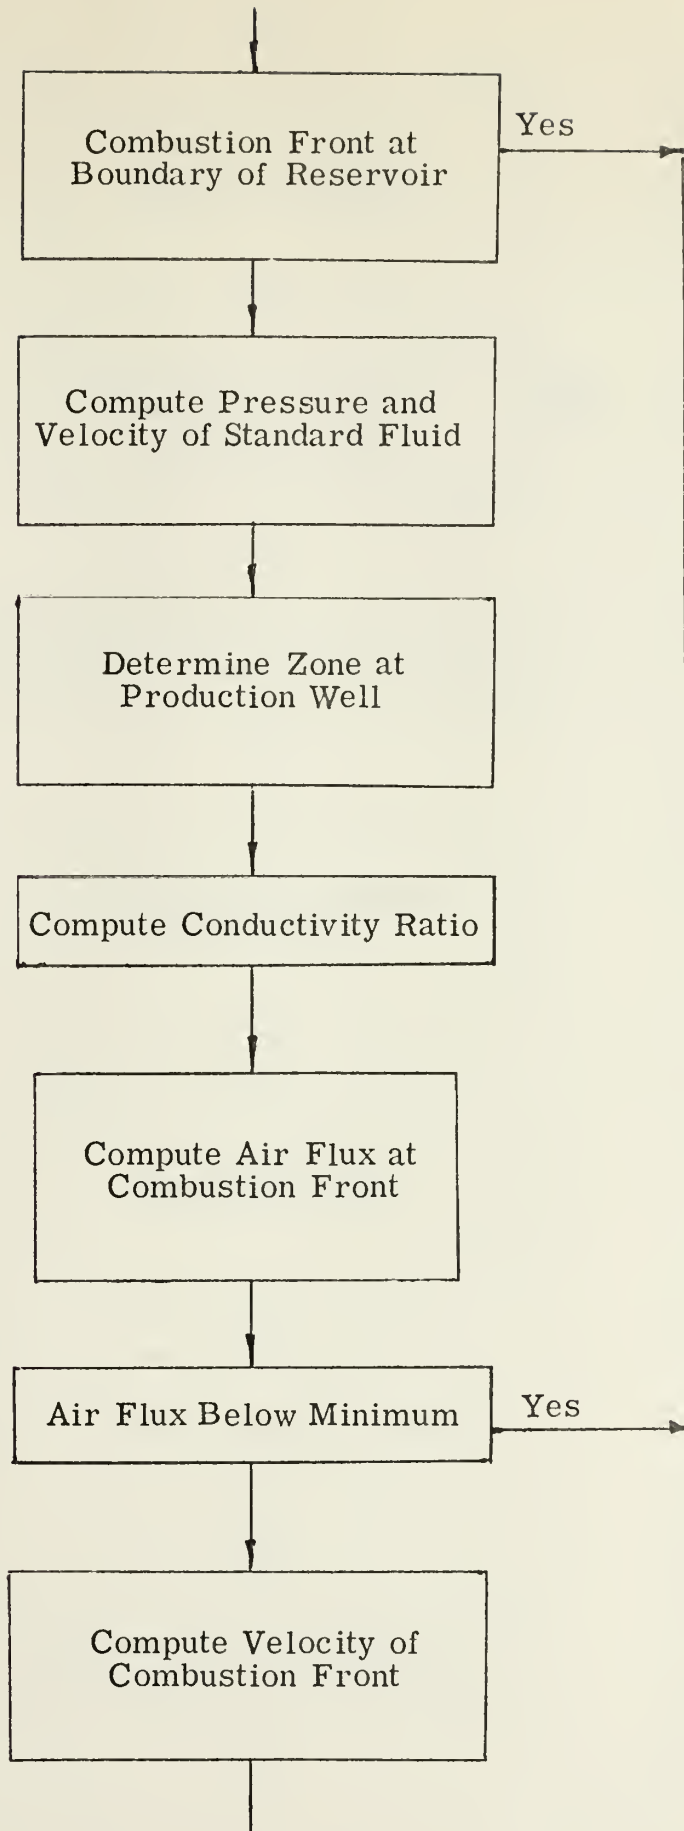 Combustion Front at
Boundary of Reservoir
Yes
Compute Pressure and
Velocity of Standard Fluid
Determine Zone at
Production Well
Compute Conductivity Ratio
Compute Air Flux at
Combustion Front
Air Flux Below Minimum
Yes
Compute Velocity of
Combustion Front